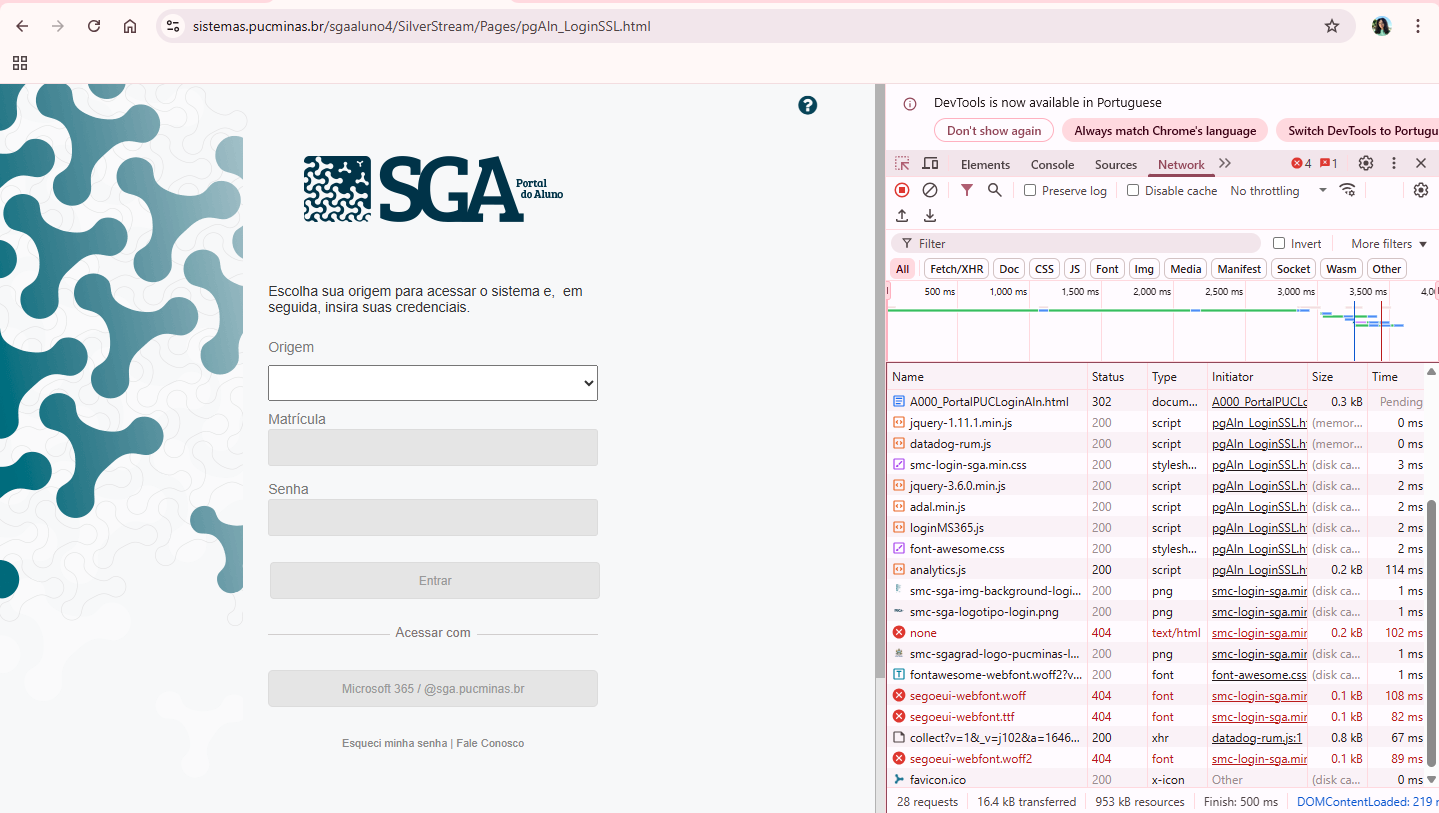 sistemas.pucminas.br/sgaaluno4/SilverStream/Pages/pgAln_LoginSSL.html
?
SGA Portal do Aluno
Escolha sua origem para acessar o sistema e, em
seguida, insira suas credenciais.
Origem
Matrícula
Senha
Entrar
Acessar com
Microsoft 365 / @sga.pucminas.br
Esqueci minha senha | Fale Conosco
DevTools is now available in Portuguese
Don't show again Always match Chrome's language Switch DevTools to Portugu
Elements Console Sources Network 4 1
Preserve log Disable cache No throttling
Filter Invert More filters
All Fetch/XHR Doc CSS JS Font Img Media Manifest Socket Wasm Other
500 ms 1,000 ms 1,500 ms 2,000 ms 2,500 ms 3,000 ms 3,500 ms 4,0
Name Status Type Initiator Size Time
A000_PortalPUCLoginAln.html 302 docum... A000_PortalPUCLo 0.3 kB Pending
jquery-1.11.1.min.js 200 script pgAln_LoginSSL.ht (memor... 0 ms
datadog-rum.js 200 script pgAln_LoginSSL.ht (memor... 0 ms
smc-login-sga.min.css 200 stylesh... pgAln_LoginSSL.ht (disk ca... 3 ms
jquery-3.6.0.min.js 200 script pgAln_LoginSSL.ht (disk ca... 2 ms
adal.min.js 200 script pgAln_LoginSSL.ht (disk ca... 2 ms
loginMS365.js 200 script pgAln_LoginSSL.ht (disk ca... 2 ms
font-awesome.css 200 stylesh... pgAln_LoginSSL.ht (disk ca... 2 ms
analytics.js 200 script pgAln_LoginSSL.ht 0.2 kB 114 ms
smc-sga-img-background-logi... 200 png smc-login-sga.mir (disk ca... 1 ms
smc-sga-logotipo-login.png 200 png smc-login-sga.mir (disk ca... 1 ms
none 404 text/html smc-login-sga.mir 0.2 kB 102 ms
smc-sgagrad-logo-pucminas-l... 200 png smc-login-sga.mir (disk ca... 1 ms
fontawesome-webfont.woff2?v... 200 font font-awesome.css (disk ca... 1 ms
segoeui-webfont.woff 404 font smc-login-sga.mir 0.1 kB 108 ms
segoeui-webfont.ttf 404 font smc-login-sga.mir 0.1 kB 82 ms
collect?v=1&_v=j102&a=1646... 200 xhr datadog-rum.js:1 0.8 kB 67 ms
segoeui-webfont.woff2 404 font smc-login-sga.mir 0.1 kB 89 ms
favicon.ico 200 x-icon Other (disk ca... 0 ms
28 requests 16.4 kB transferred 953 kB resources Finish: 500 ms DOMContentLoaded: 219 r